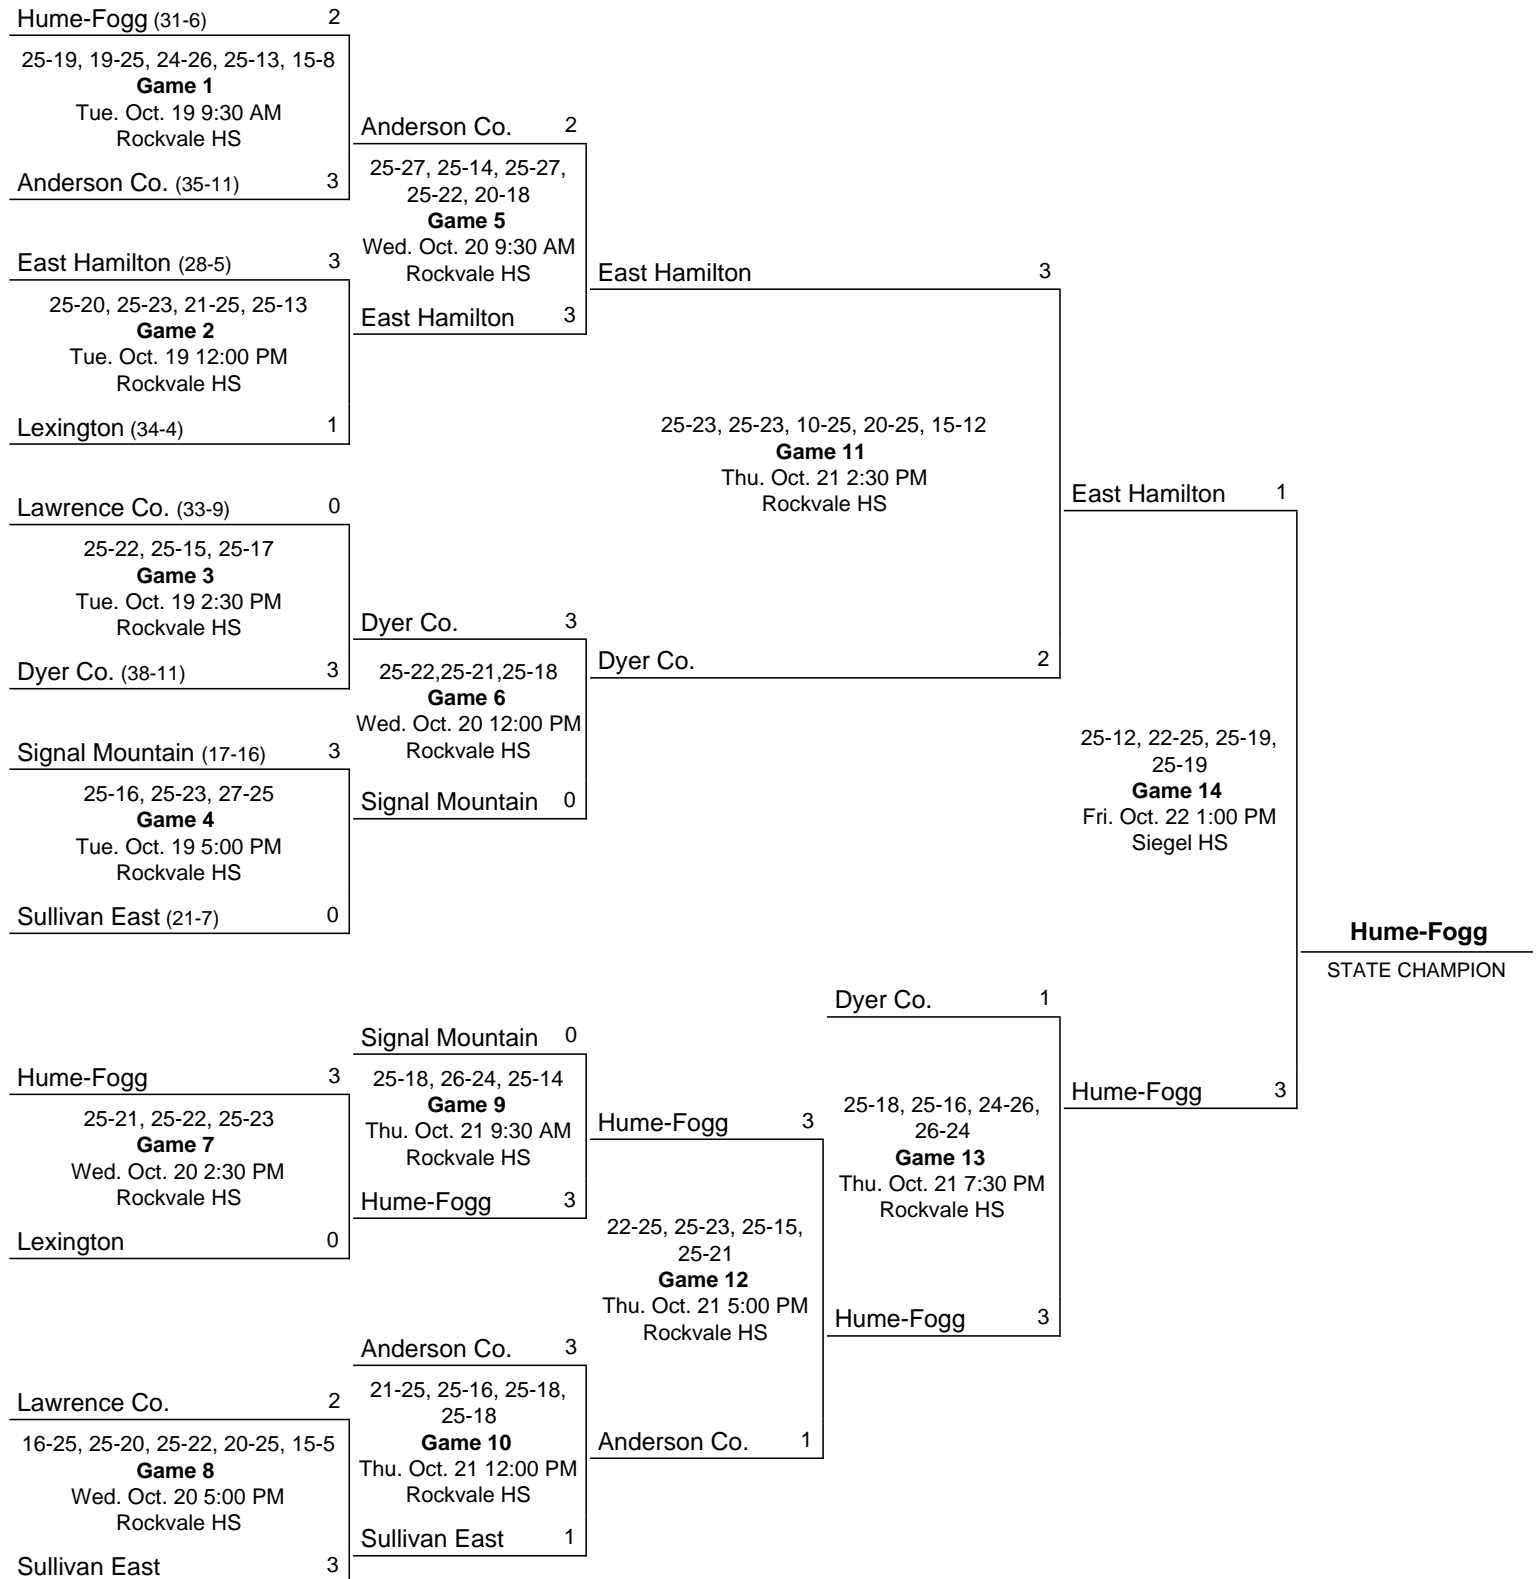 Hume-Fogg (31-6) 2
25-19, 19-25, 24-26, 25-13, 15-8
Game 1
Tue. Oct. 19 9:30 AM
Rockvale HS
Anderson Co. (35-11) 3
East Hamilton (28-5) 3
25-20, 25-23, 21-25, 25-13
Game 2
Tue. Oct. 19 12:00 PM
Rockvale HS
Lexington (34-4) 1
Lawrence Co. (33-9) 0
25-22, 25-15, 25-17
Game 3
Tue. Oct. 19 2:30 PM
Rockvale HS
Dyer Co. (38-11) 3
Signal Mountain (17-16) 3
25-16, 25-23, 27-25
Game 4
Tue. Oct. 19 5:00 PM
Rockvale HS
Sullivan East (21-7) 0
Anderson Co. 2
25-27, 25-14, 25-27,
25-22, 20-18
Game 5
Wed. Oct. 20 9:30 AM
Rockvale HS
East Hamilton 3
Dyer Co. 3
25-22,25-21,25-18
Game 6
Wed. Oct. 20 12:00 PM
Rockvale HS
Signal Mountain 0
East Hamilton 3
25-23, 25-23, 10-25, 20-25, 15-12
Game 11
Thu. Oct. 21 2:30 PM
Rockvale HS
Dyer Co. 2
East Hamilton 1
25-12, 22-25, 25-19,
25-19
Game 14
Fri. Oct. 22 1:00 PM
Siegel HS
Hume-Fogg 3
Hume-Fogg
STATE CHAMPION
Hume-Fogg 3
25-21, 25-22, 25-23
Game 7
Wed. Oct. 20 2:30 PM
Rockvale HS
Lexington 0
Lawrence Co. 2
16-25, 25-20, 25-22, 20-25, 15-5
Game 8
Wed. Oct. 20 5:00 PM
Rockvale HS
Sullivan East 3
Signal Mountain 0
25-18, 26-24, 25-14
Game 9
Thu. Oct. 21 9:30 AM
Rockvale HS
Hume-Fogg 3
Anderson Co. 3
21-25, 25-16, 25-18,
25-18
Game 10
Thu. Oct. 21 12:00 PM
Rockvale HS
Sullivan East 1
Hume-Fogg 3
22-25, 25-23, 25-15,
25-21
Game 12
Thu. Oct. 21 5:00 PM
Rockvale HS
Anderson Co. 1
Dyer Co. 1
25-18, 25-16, 24-26,
26-24
Game 13
Thu. Oct. 21 7:30 PM
Rockvale HS
Hume-Fogg 3